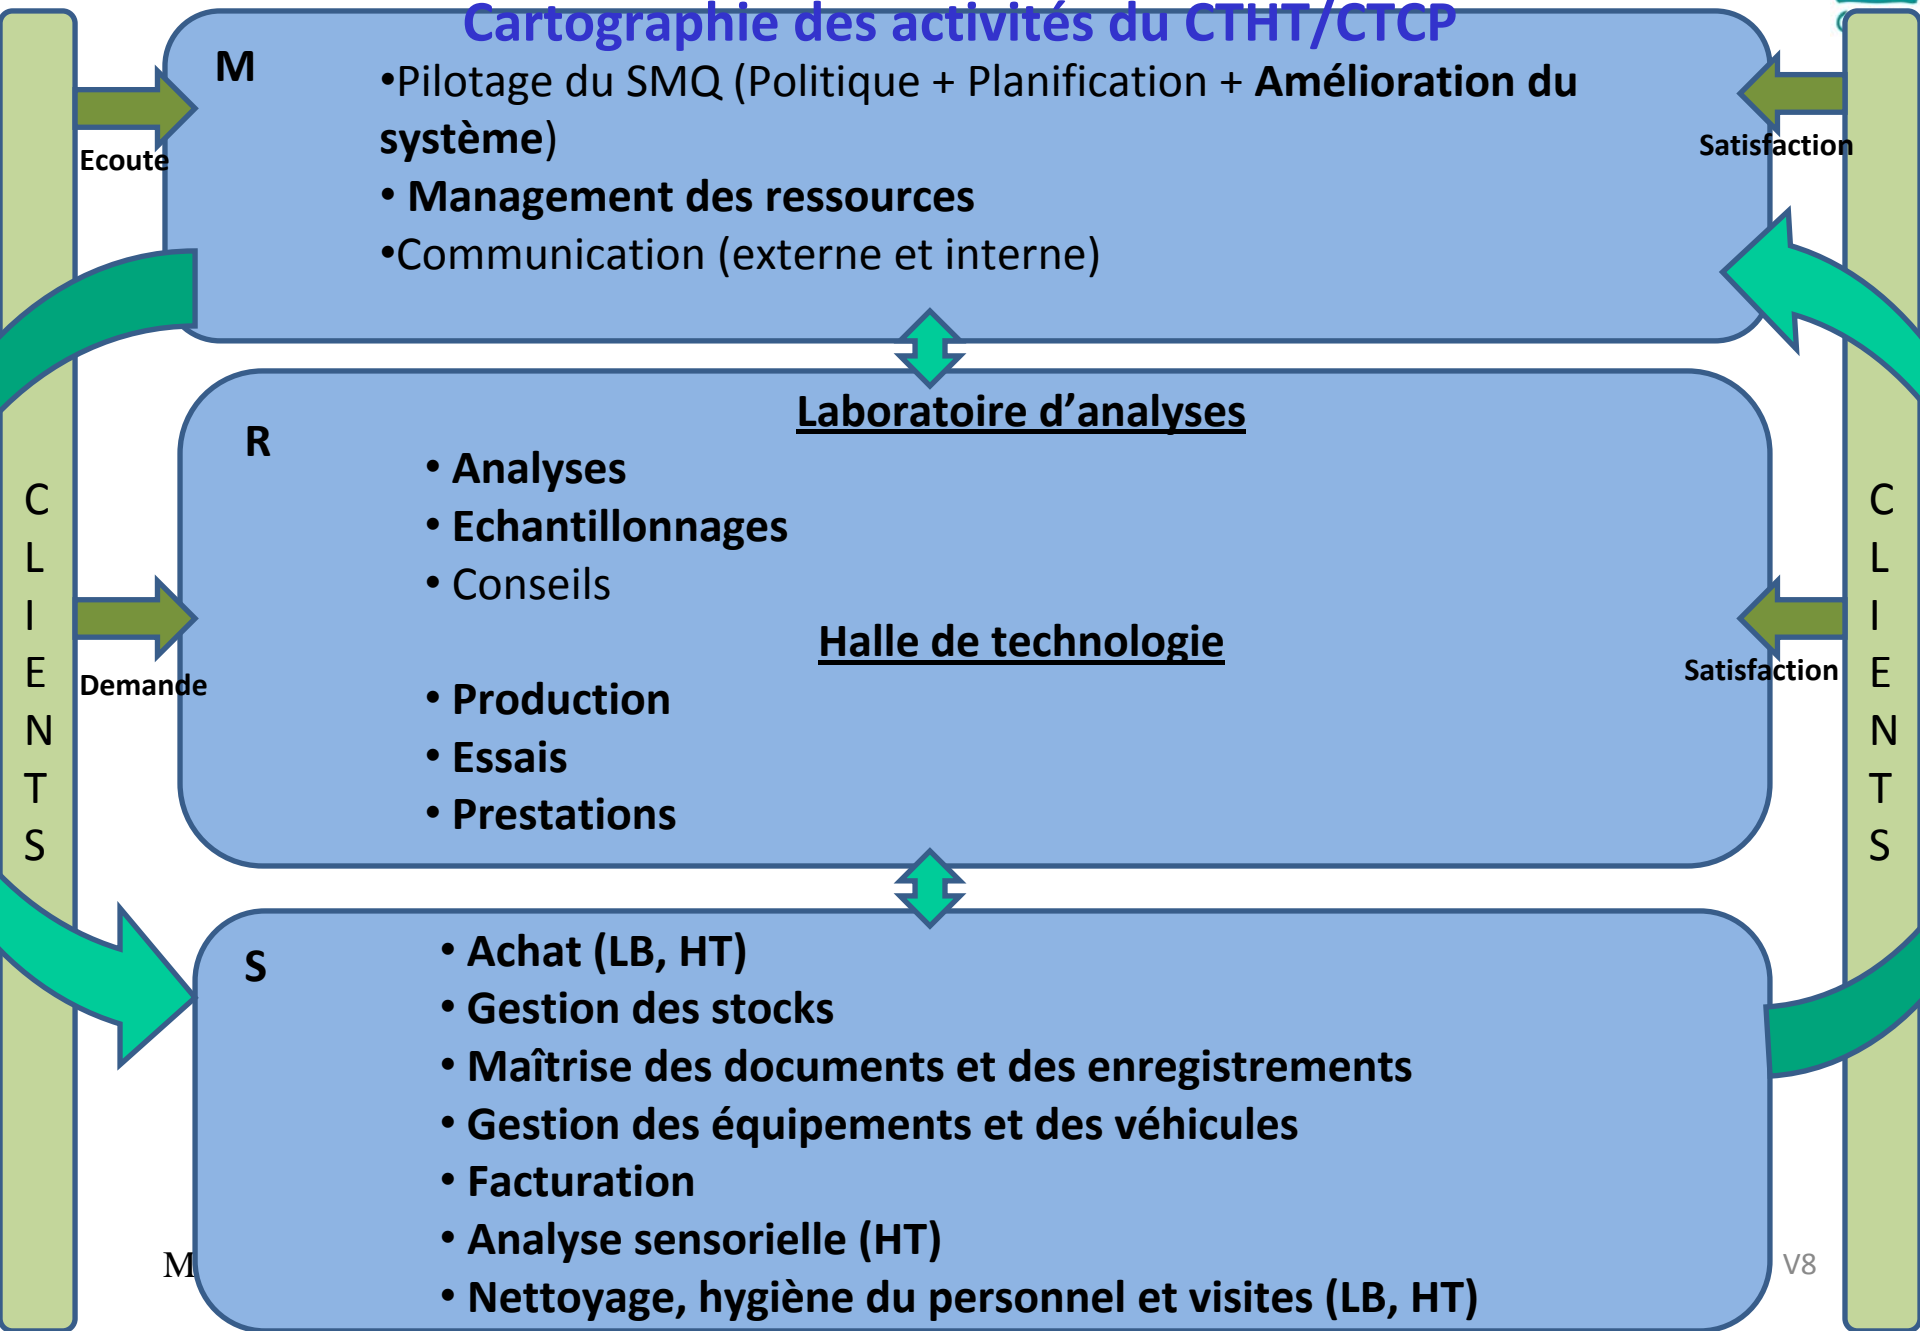 Cartographie des activités du CTHT/CTCP
M
•Pilotage du SMQ (Politique + Planification + Amélioration du
système)
• Management des ressources
•Communication (externe et interne)
Ecoute
Satisfaction
R
Laboratoire d’analyses
• Analyses
• Echantillonnages
• Conseils
Halle de technologie
• Production
• Essais
• Prestations
Demande
Satisfaction
C
L
I
E
N
T
S
C
L
I
E
N
T
S
S
• Achat (LB, HT)
• Gestion des stocks
• Maîtrise des documents et des enregistrements
• Gestion des équipements et des véhicules
• Facturation
• Analyse sensorielle (HT)
• Nettoyage, hygiène du personnel et visites (LB, HT)
M
V8